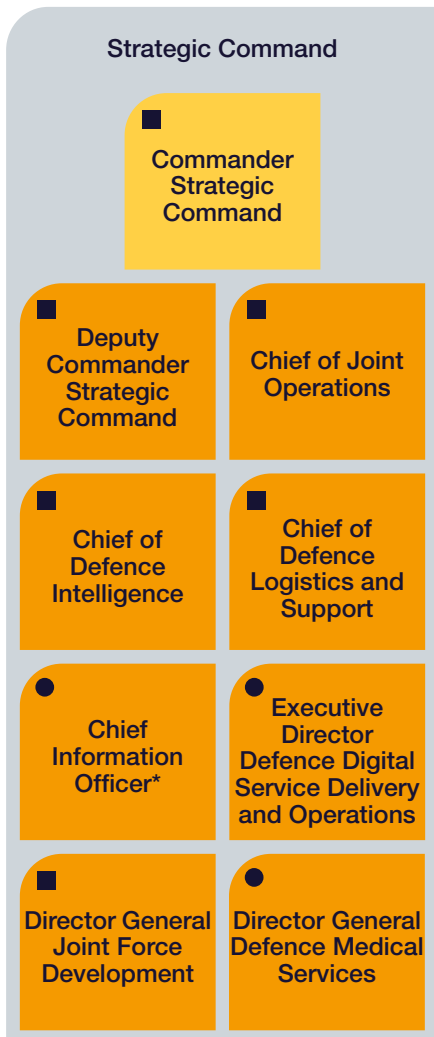 Strategic Command
Commander
Strategic
Command
Deputy
Commander
Strategic
Command
Chief of Joint
Operations
Chief of
Defence
Intelligence
Chief of
Defence
Logistics and
Support
Chief
Information
Officer*
Executive
Director
Defence Digital
Service Delivery
and Operations
Director General
Joint Force
Development
Director General
Defence Medical
Services